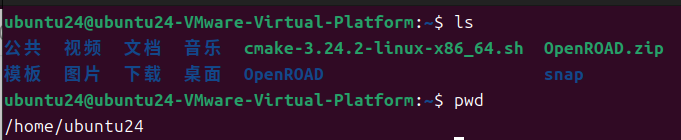 ubuntu24@ubuntu24-VMware-Virtual-Platform:~$ ls
公共 视频 文档 音乐 cmake-3.24.2-linux-x86_64.sh OpenROAD.zip
模板 图片 下载 桌面 OpenROAD snap
ubuntu24@ubuntu24-VMware-Virtual-Platform:~$ pwd
/home/ubuntu24